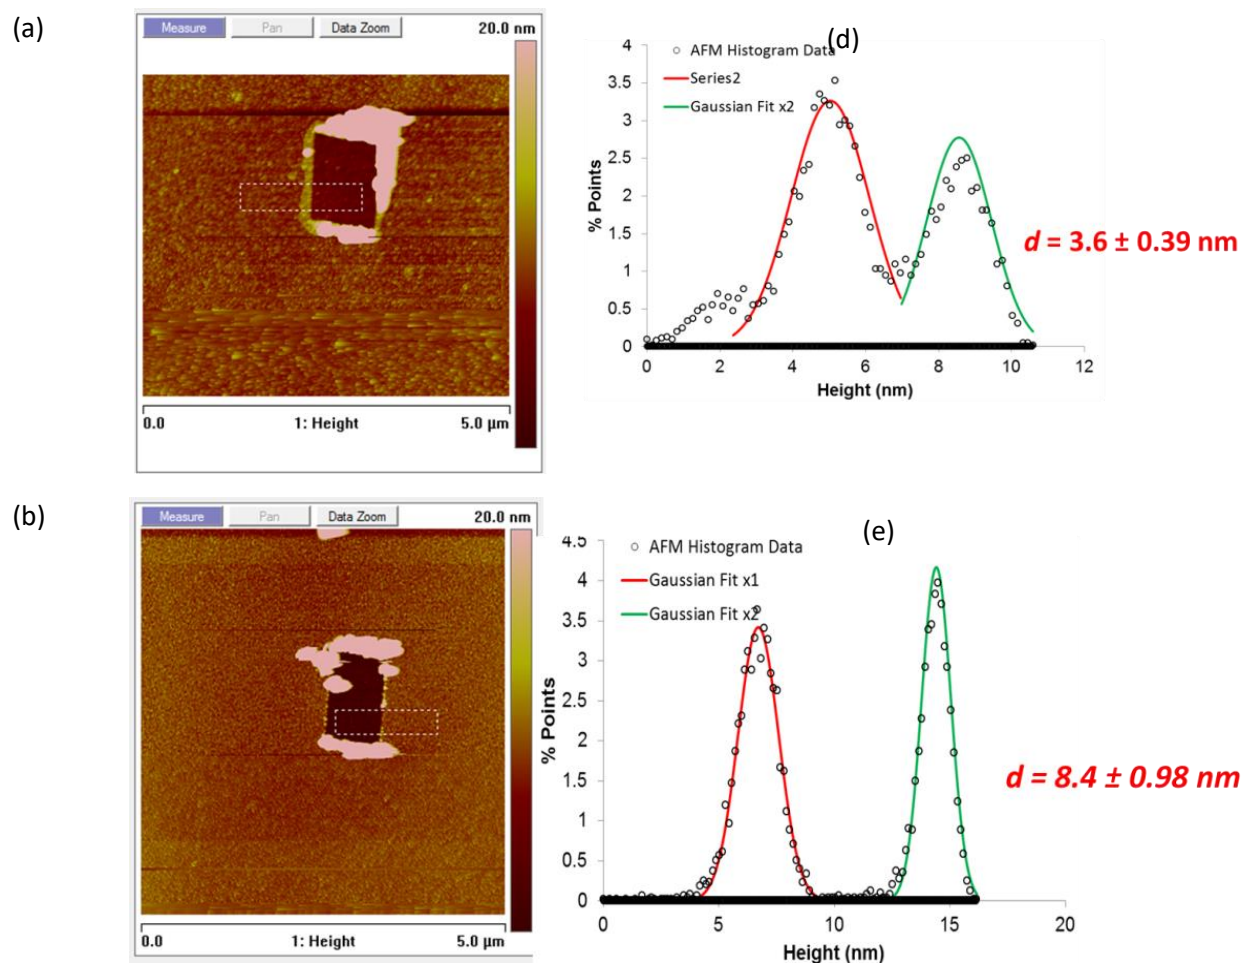 (a)
Measure Pan Data Zoom 20.0 nm
0.0 1: Height 5.0 µm
(d)
4
3.5
3
2.5
2
1.5
1
0.5
0
% Points
AFM Histogram Data
Series2
Gaussian Fit x2
0 2 4 6 8 10 12
Height (nm)
d = 3.6 ± 0.39 nm
(b)
Measure Pan Data Zoom 20.0 nm
0.0 1: Height 5.0 µm
(e)
4.5
4
3.5
3
2.5
2
1.5
1
0.5
0
% Points
AFM Histogram Data
Gaussian Fit x1
Gaussian Fit x2
0 5 10 15 20
Height (nm)
d = 8.4 ± 0.98 nm